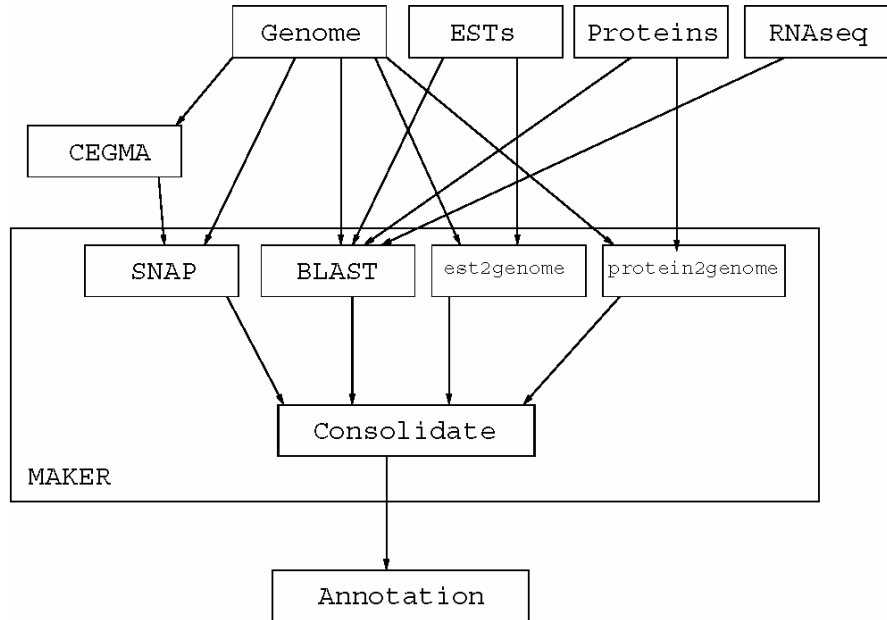 Genome
ESTs
Proteins
RNAseq
CEGMA
SNAP
BLAST
est2genome
protein2genome
Consolidate
MAKER
Annotation